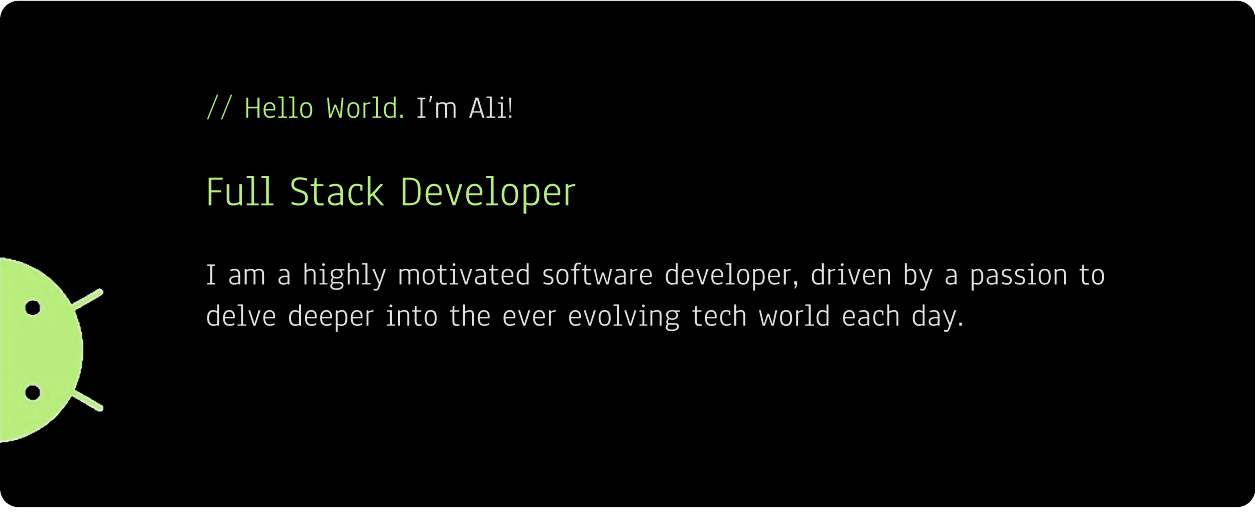 // Hello World. I'm Ali!
Full Stack Developer
I am a highly motivated software developer, driven by a passion to
delve deeper into the ever evolving tech world each day.